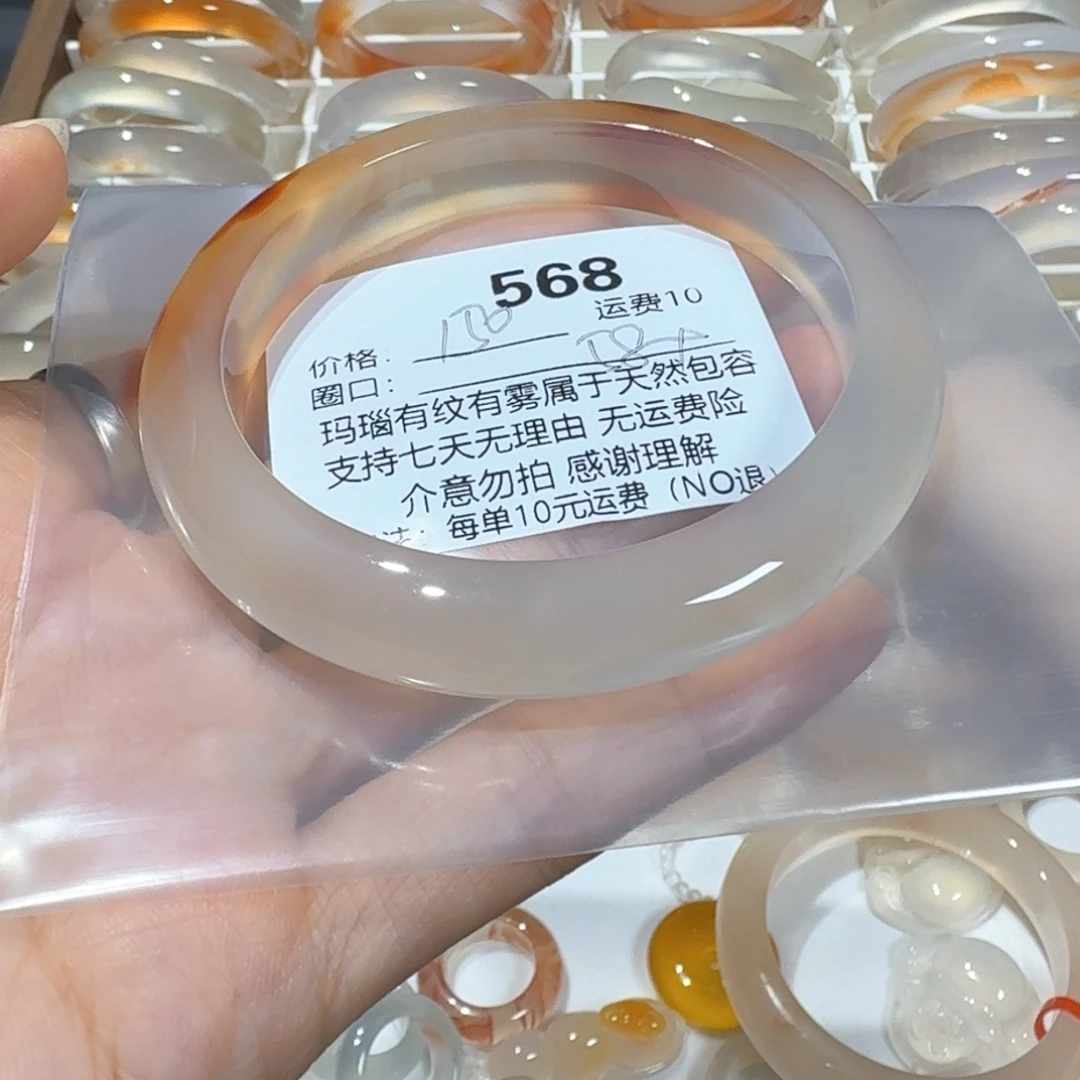 568
运费10
价格: 150
圈口: 58
玛瑙有纹有雾属于天然包容
支持七天无理由 无运费险
介意勿拍 感谢理解
每单10元运费 (NO退